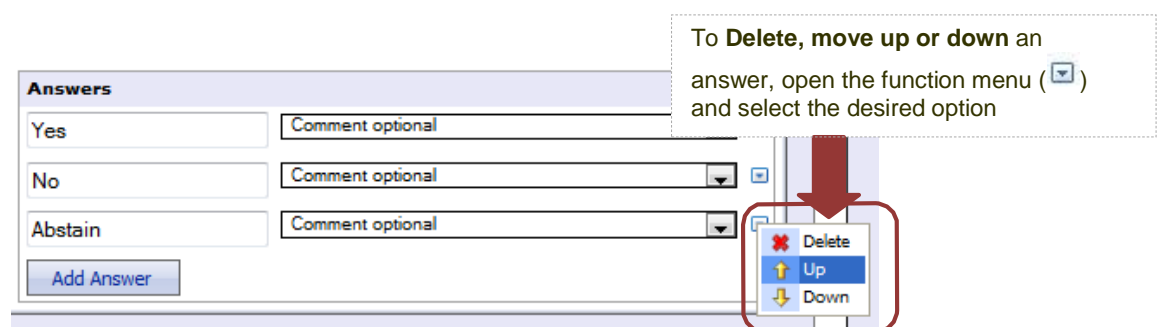 To Delete, move up or down an
answer, open the function menu ( )
and select the desired option
Answers
Yes
Comment optional
No
Comment optional
Abstain
Comment optional
Add Answer
Delete
Up
Down